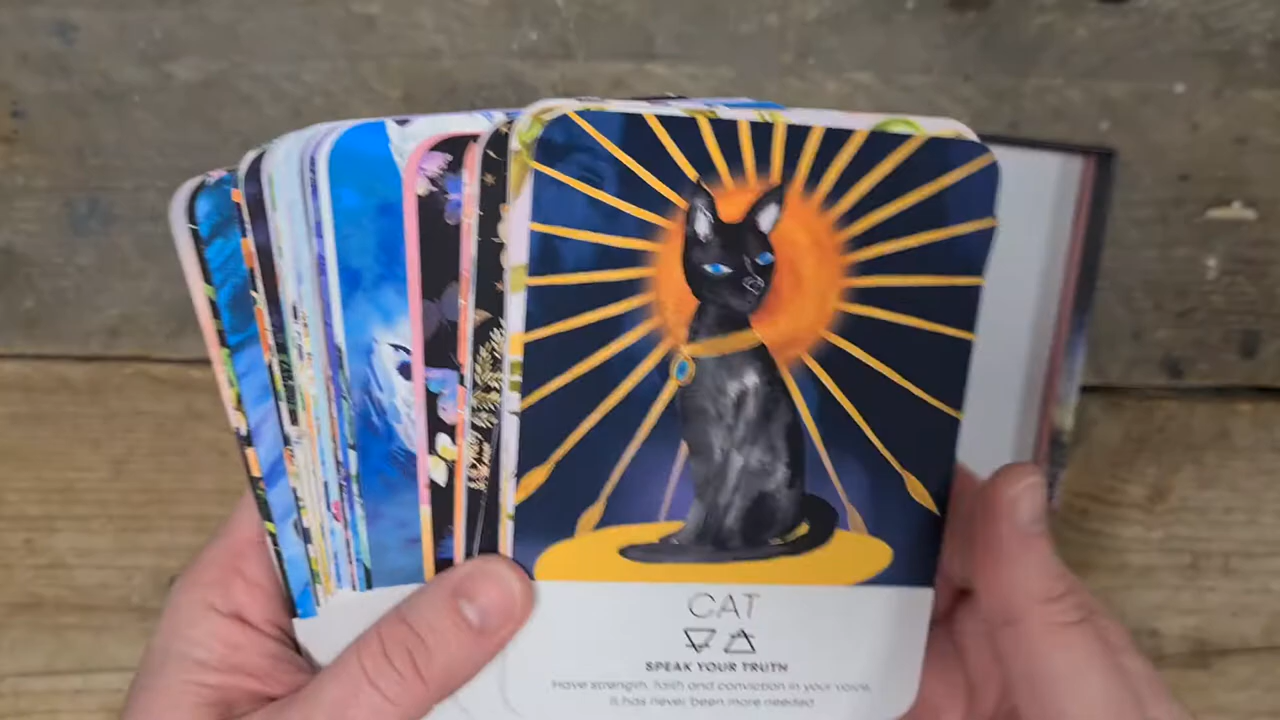 CAT
SPEAK YOUR TRUTH
Have strength, faith and conviction in your voice,
it has never been more needed